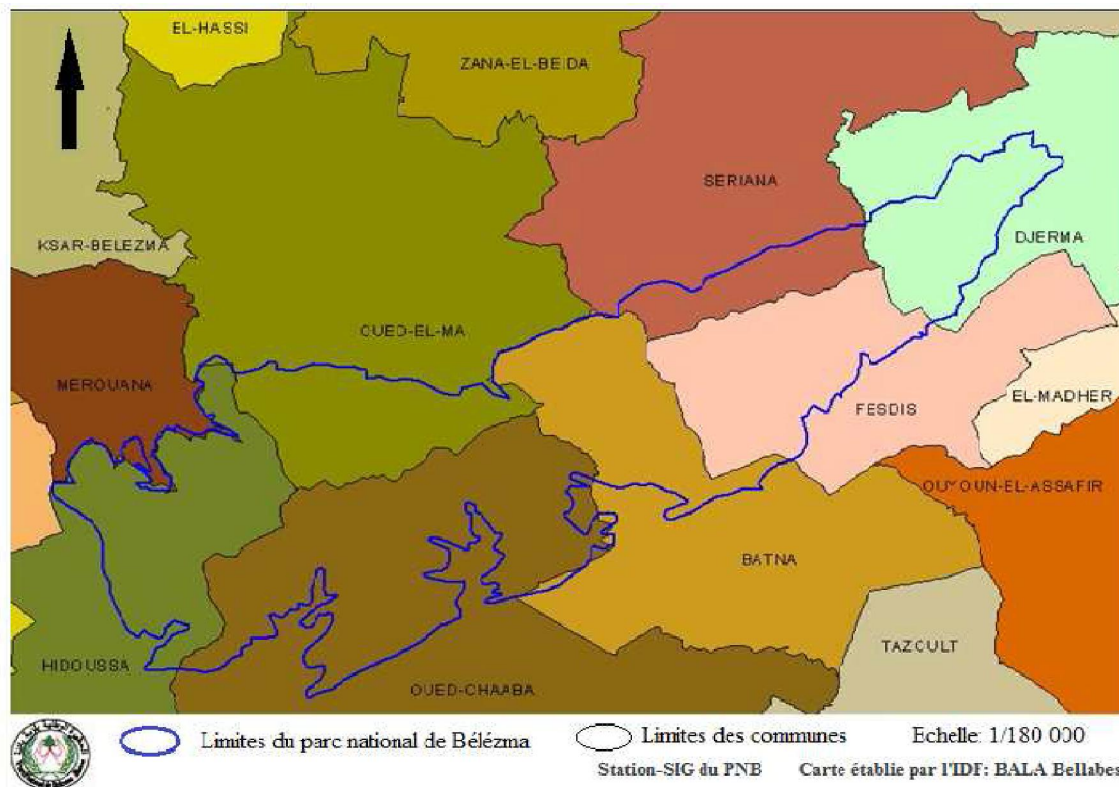 EL-HASSI
ZANA-EL-BEIDA
SERIANA
KSAR-BELEZMA
DJERMA
OUED-EL-MA
MEROUANA
FESDIS
EL-MADHER
OUYOUN-EL-ASSAFIR
BATNA
TAZOULT
HIDOUSSA
OUED-CHAABA
Limites du parc national de Bélézma
Limites des communes
Echelle: 1/180 000
Station-SIG du PNB
Carte établie par l'IDF: BALA Bellabes